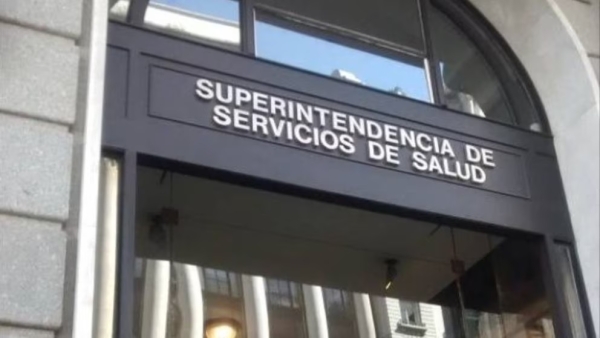 SUPERINTENDENCIA DE
SERVICIOS DE SALUD